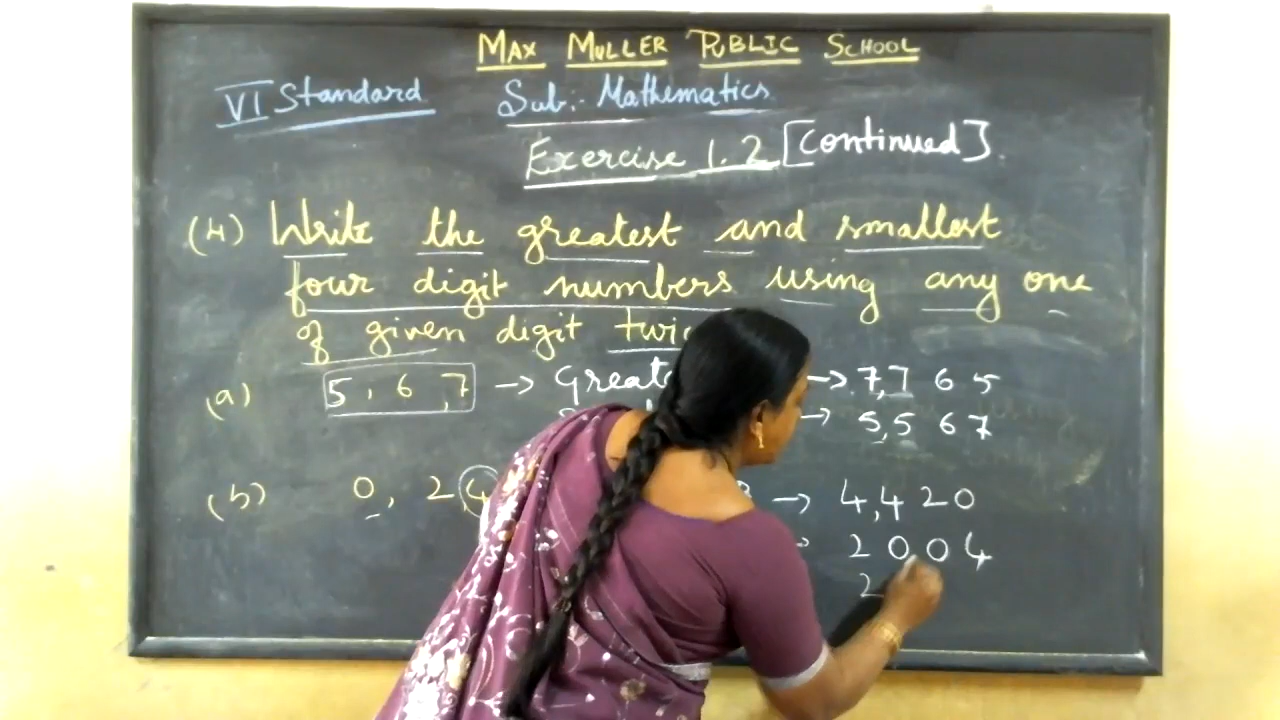 MAX MULLER PUBLIC SCHOOL
VI Standard Sub:- Mathematics
Exercise 1.2 [Continued].
(4) Write the greatest and smallest
four digit numbers using any one
of given digit
(a) 5, 6, 7 → → 7,7 6 5
→ 5,5 6 7
(b) 0, 2 4 → 4,4 2 0
2 0 0 4
2